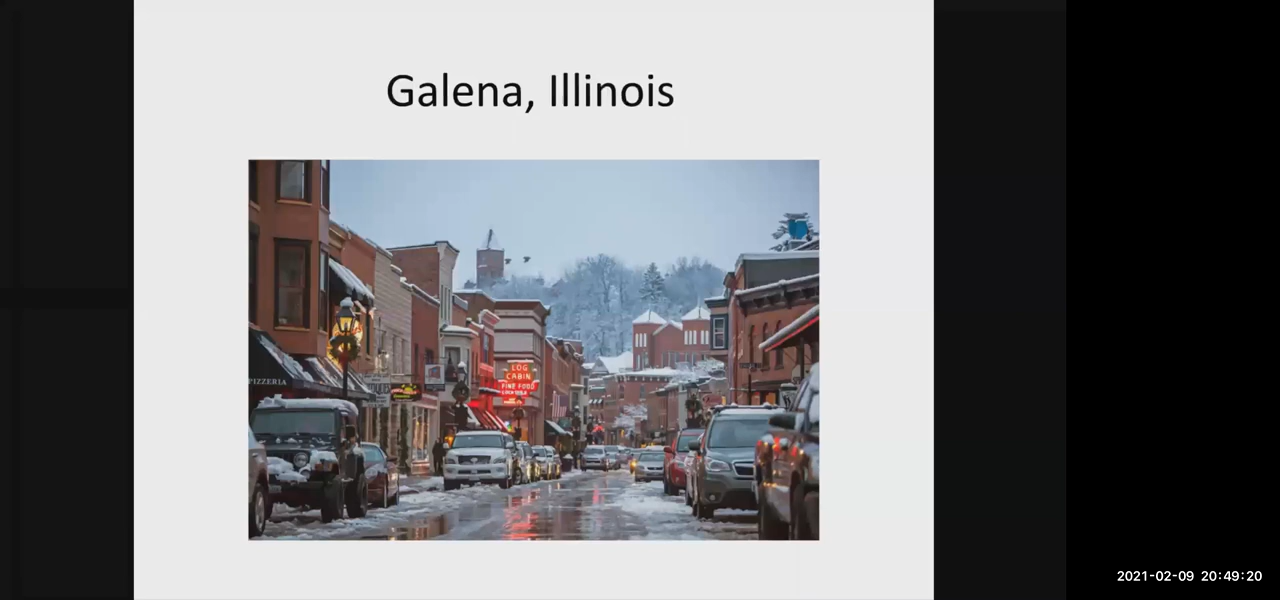 Galena, Illinois
PIZZERIA
LOG
CABIN
FINE FOOD
2021-02-09 20:49:20